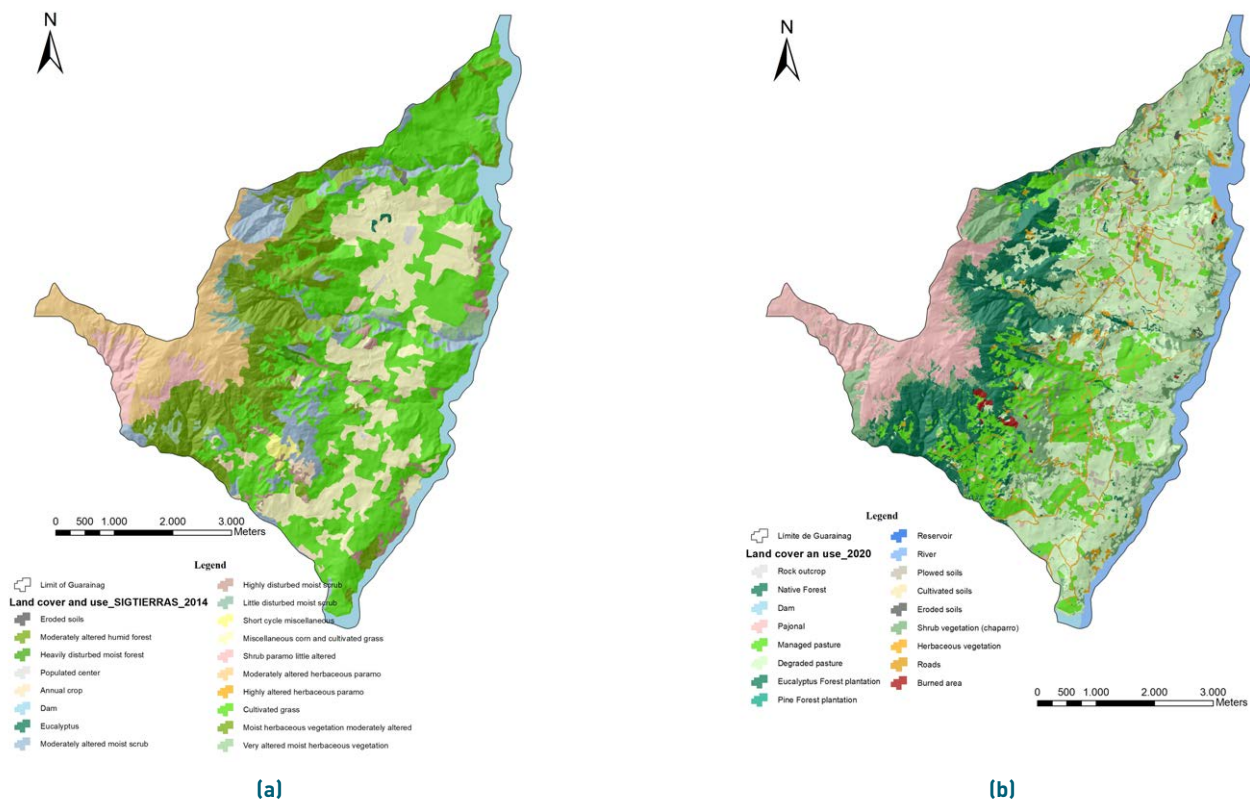 N
0 500 1.000 2.000 3.000
Meters
Legend
Limit of Guarainag
Land cover and use_SIGTIERRAS_2014
Eroded soils
Moderately altered humid forest
Heavily disturbed moist forest
Populated center
Annual crop
Dam
Eucalyptus
Moderately altered moist scrub
Highly disturbed moist scrub
Little disturbed moist scrub
Short cycle miscellaneous
Miscellaneous corn and cultivated grass
Shrub paramo little altered
Moderately altered herbaceous paramo
Highly altered herbaceous paramo
Cultivated grass
Moist herbaceous vegetation moderately altered
Very altered moist herbaceous vegetation
(a)
N
Legend
Limite de Guarainag
Land cover an use_2020
Rock outcrop
Native Forest
Dam
Pajonal
Managed pasture
Degraded pasture
Eucalyptus Forest plantation
Pine Forest plantation
Reservoir
River
Plowed soils
Cultivated soils
Eroded soils
Shrub vegetation (chaparro)
Herbaceous vegetation
Roads
Burned area
0 500 1.000 2.000 3.000
Meters
(b)